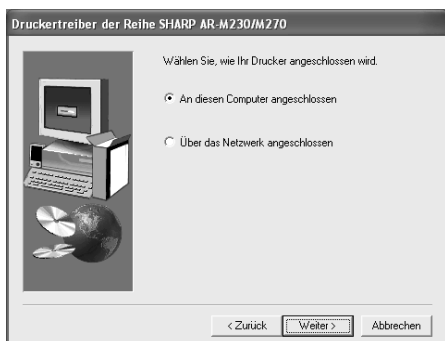 Druckertreiber der Reihe SHARP AR-M230/M270
Wählen Sie, wie Ihr Drucker angeschlossen wird.
An diesen Computer angeschlossen
Über das Netzwerk angeschlossen
< Zurück
Weiter >
Abbrechen